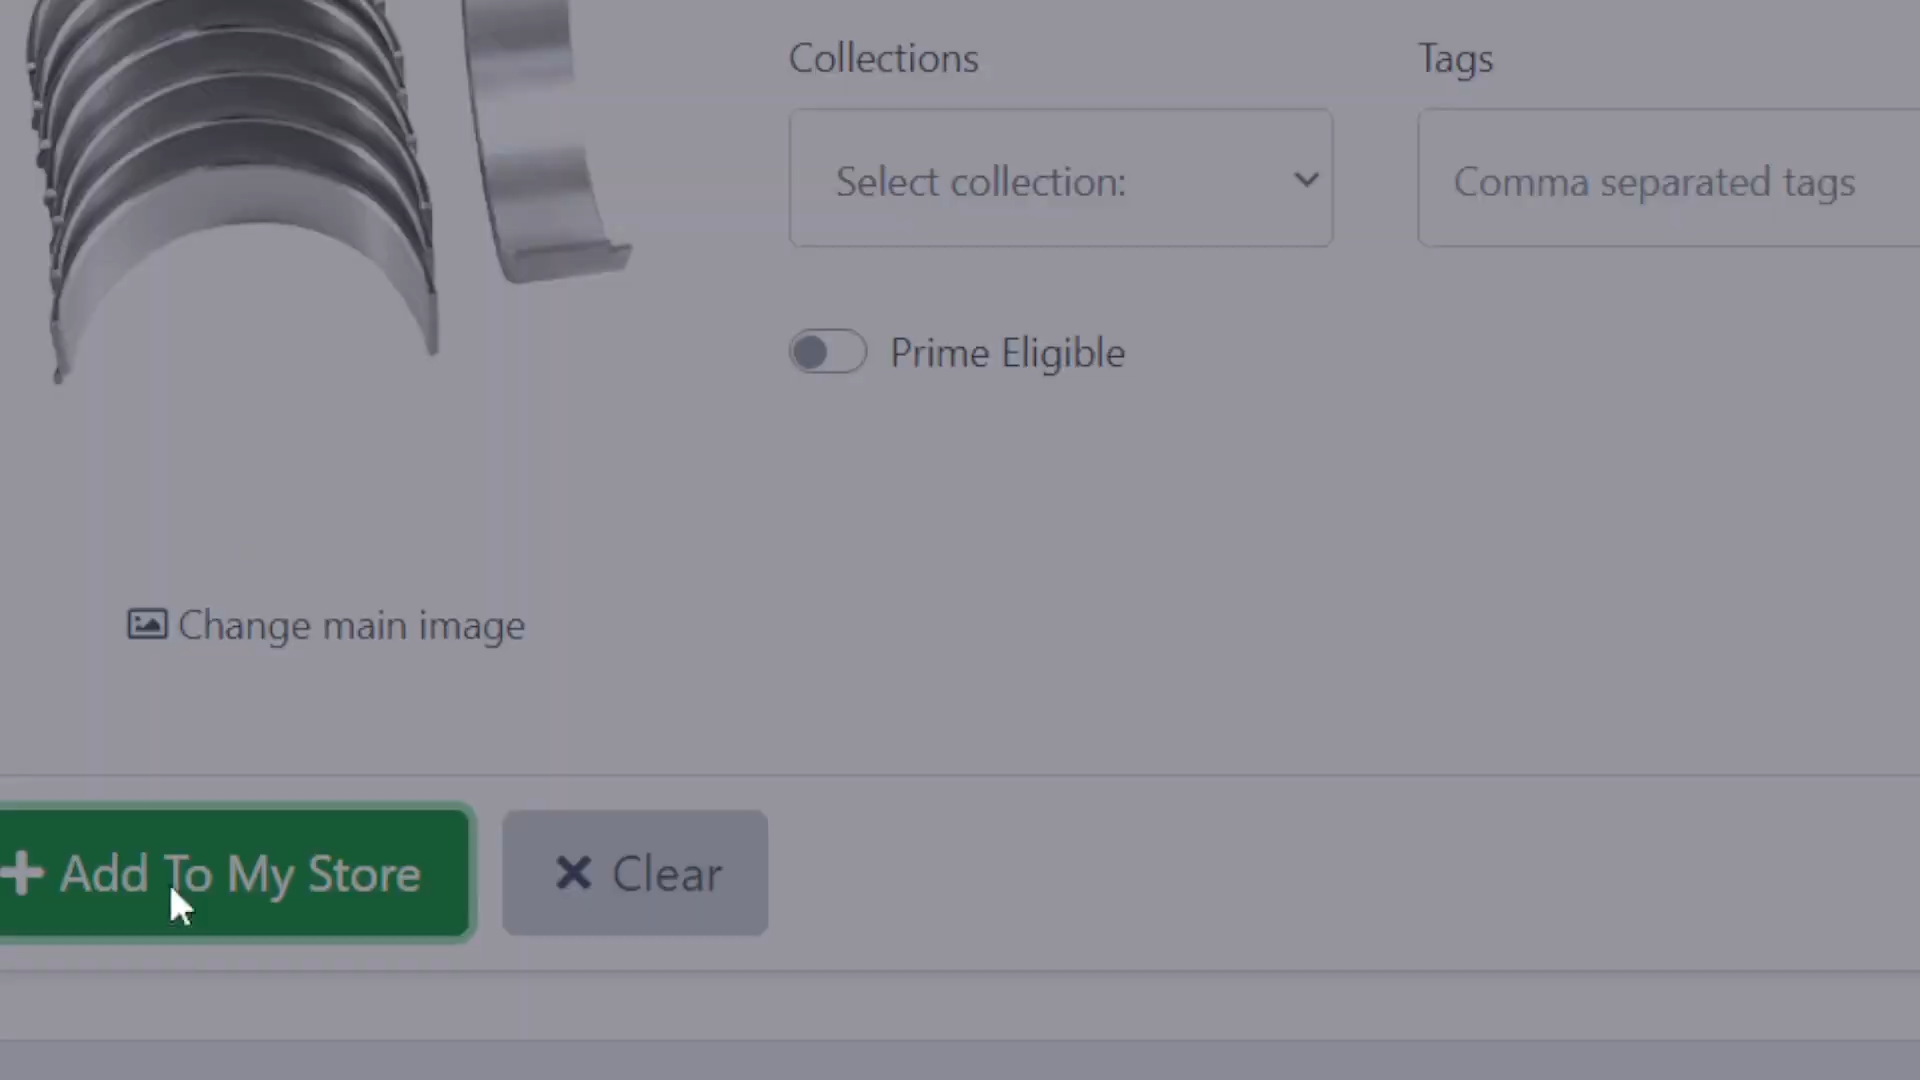 Collections
Tags
Select collection:
Comma separated tags
Prime Eligible
Change main image
Add To My Store
Clear